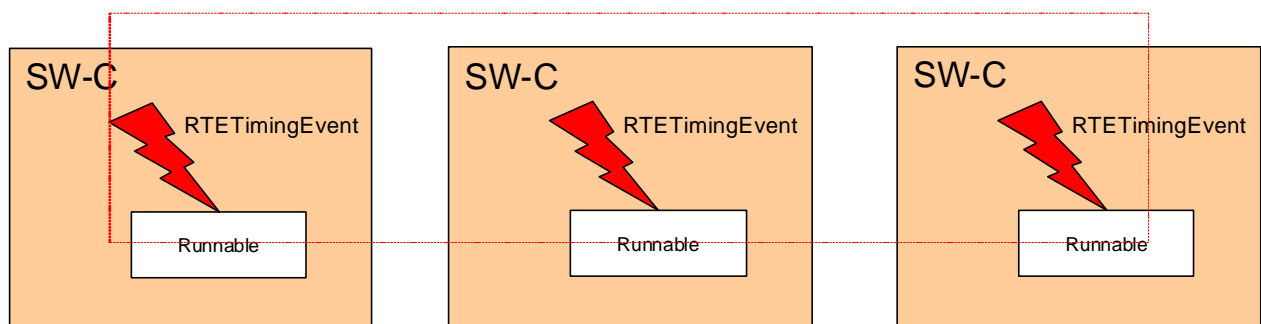 SW-C
RTETimingEvent
Runnable
SW-C
RTETimingEvent
Runnable
SW-C
RTETimingEvent
Runnable